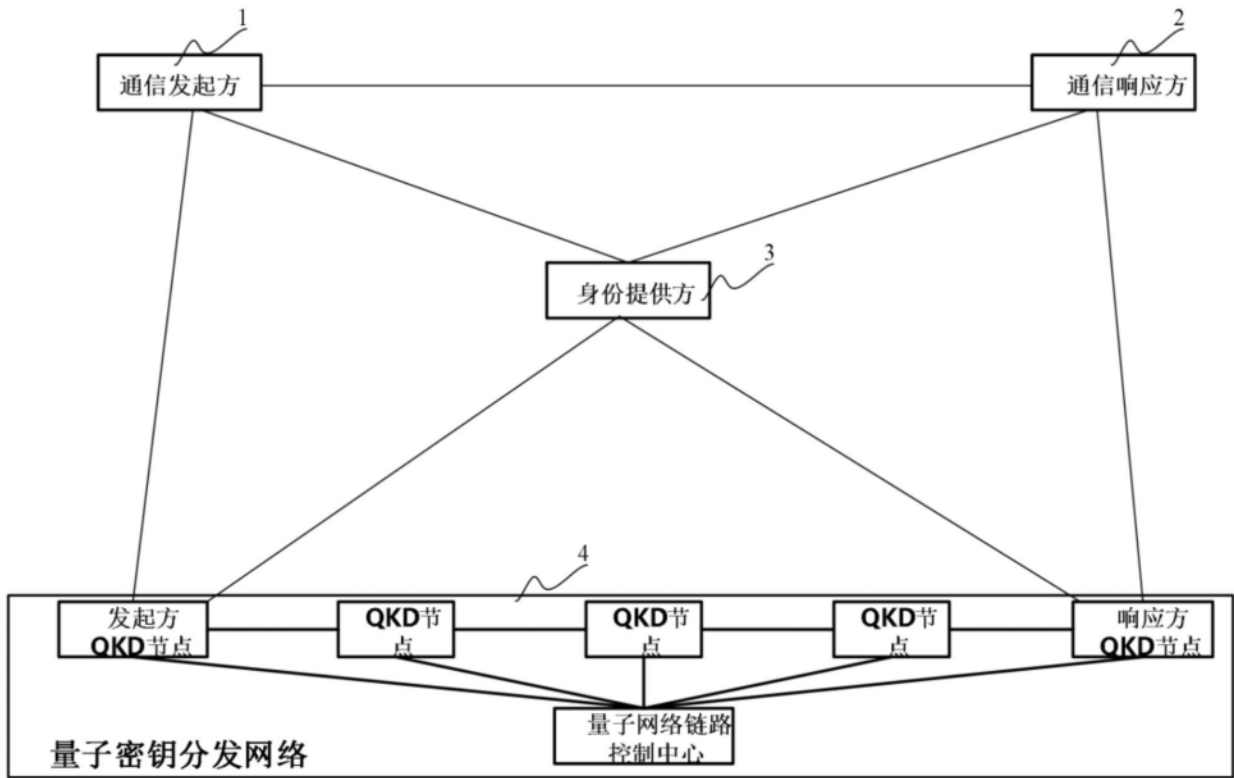 1
2
通信发起方
通信响应方
3
身份提供方
4
发起方
QKD节点
QKD节
点
QKD节
点
QKD节
点
响应方
QKD节点
量子网络链路
控制中心
量子密钥分发网络